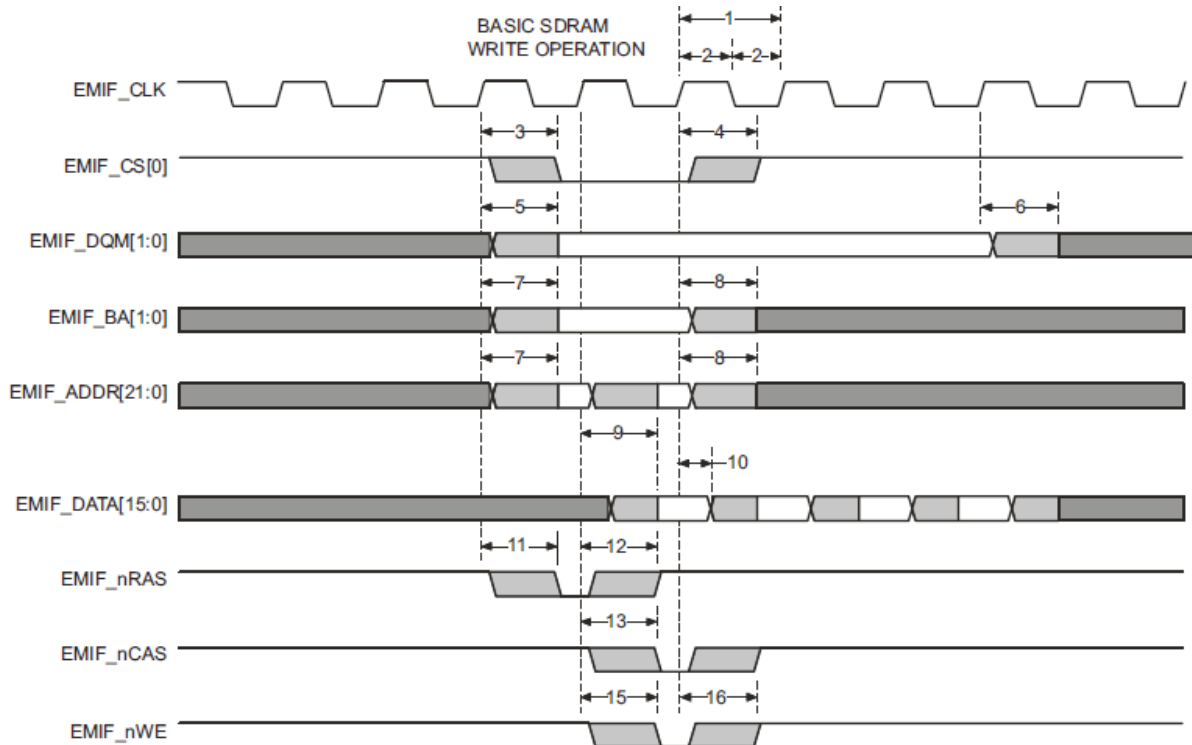 BASIC SDRAM
WRITE OPERATION
1
2 2
EMIF_CLK
3 4
EMIF_CS[0]
5 6
EMIF_DQM[1:0]
7 8
EMIF_BA[1:0]
7 8
EMIF_ADDR[21:0]
9
10
EMIF_DATA[15:0]
11 12
EMIF_nRAS
13
EMIF_nCAS
15 16
EMIF_nWE